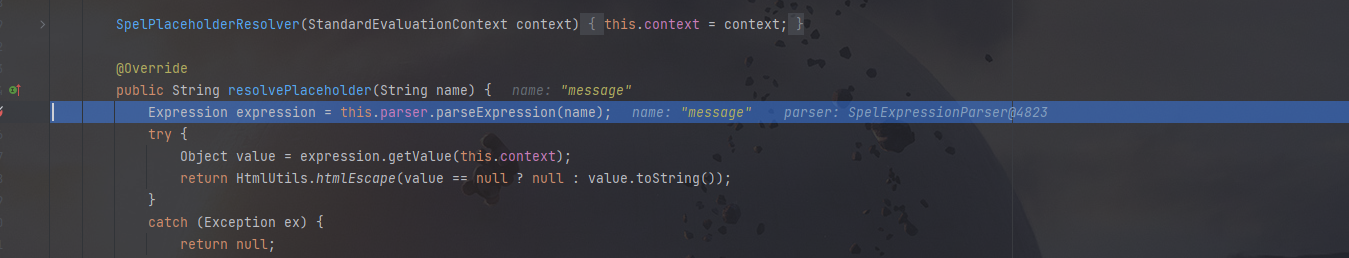 SpelPlaceholderResolver(StandardEvaluationContext context) { this.context = context; }
@Override
public String resolvePlaceholder(String name) { name: "message"
Expression expression = this.parser.parseExpression(name); name: "message" parser: SpelExpressionParser@4823
try {
Object value = expression.getValue(this.context);
return HtmlUtils.htmlEscape(value == null ? null : value.toString());
}
catch (Exception ex) {
return null;